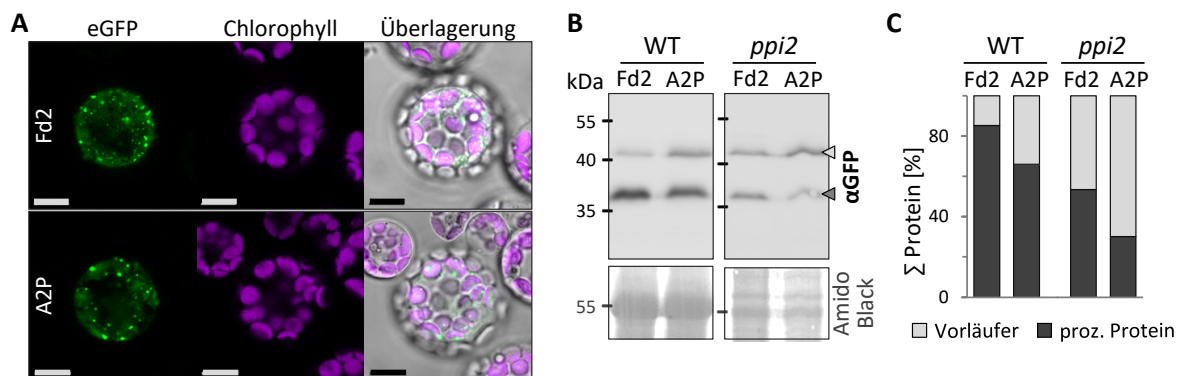 A
eGFP
Chlorophyll
Überlagerung
Fd2
A2P
B
WT
ppi2
kDa
Fd2
A2P
Fd2
A2P
55
40
35
αGFP
55
Amido
Black
C
WT
ppi2
Fd2
A2P
Fd2
A2P
80
40
0
∑ Protein [%]
Vorläufer
proz. Protein